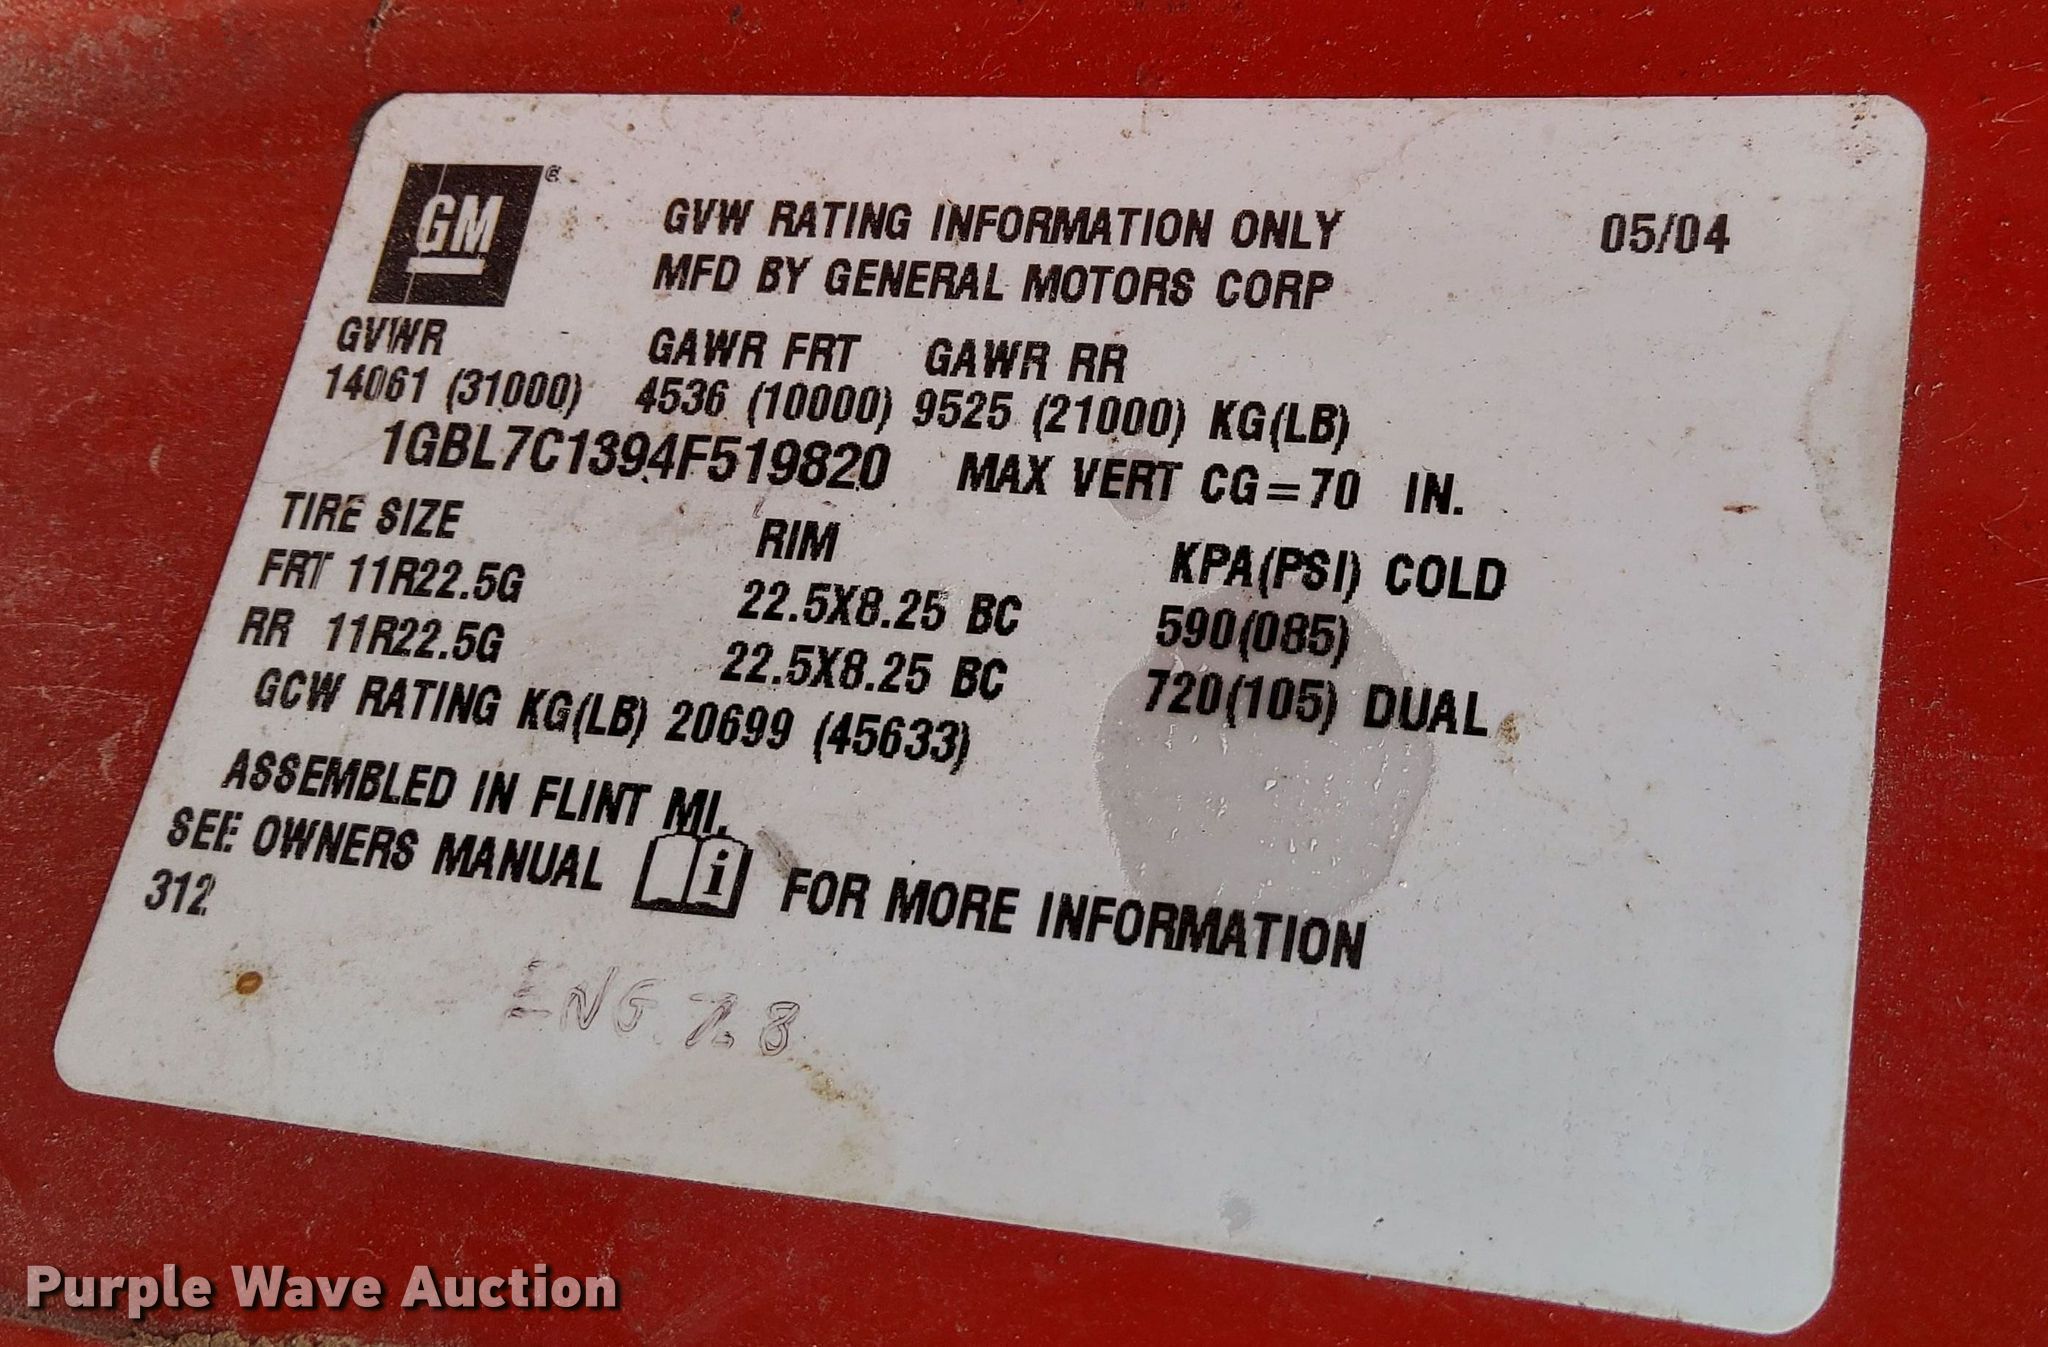 GM ®
GVW RATING INFORMATION ONLY 05/04
MFD BY GENERAL MOTORS CORP
GVWR GAWR FRT GAWR RR
14061 (31000) 4536 (10000) 9525 (21000) KG(LB)
1GBL7C1394F519820 MAX VERT CG=70 IN.
TIRE SIZE RIM KPA(PSI) COLD
FRT 11R22.5G 22.5X8.25 BC 590(085)
RR 11R22.5G 22.5X8.25 BC 720(105) DUAL
GCW RATING KG(LB) 20699 (45633)
ASSEMBLED IN FLINT MI.
SEE OWNERS MANUAL i FOR MORE INFORMATION
312
ENG 7.8
Purple Wave Auction